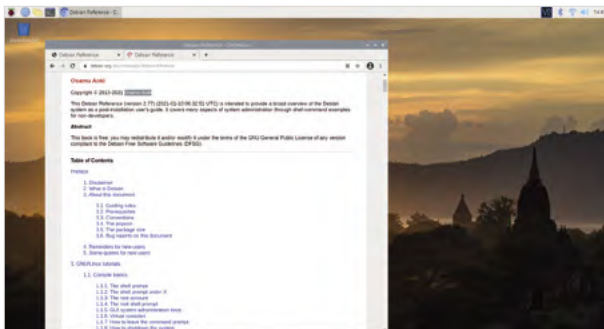 Debian Reference - C...
Debian Reference
Debian Reference
Osamu Aoki
Copyright © 2013-2021 Osamu Aoki
This Debian Reference (version 2.77) (2021-01-10 06:32:51 UTC) is intended to provide a broad overview of the Debian
system as a post-installation user's guide. It covers many aspects of system administration through shell-command examples
for non-developers.
Abstract
This book is free; you may redistribute it and/or modify it under the terms of the GNU General Public License of any version
compliant to the Debian Free Software Guidelines (DFSG).
Table of Contents
Preface
1. Disclaimer
2. What is Debian
3. About this document
3.1. Guiding rules
3.2. Prerequisites
3.3. Conventions
3.4. The popcon
3.5. The package size
3.6. Bug reports on this document
4. Reminders for new users
5. Some quotes for new users
1. GNU/Linux tutorials
1.1. Console basics
1.1.1. The shell prompt
1.1.2. The shell prompt under X
1.1.3. The root account
1.1.4. The root shell prompt
1.1.5. GUI system administration tools
1.1.6. Virtual consoles
1.1.7. How to leave the command prompt
1.1.8. How to shutdown the system